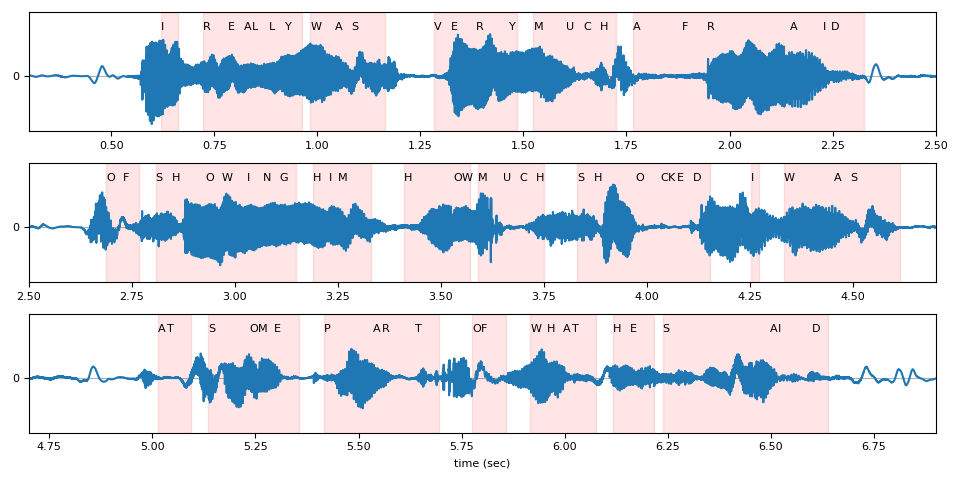 I REALLY WAS VERY MUCH AFRAID
0
0.50 0.75 1.00 1.25 1.50 1.75 2.00 2.25 2.50
OF SHOWING HIM HOW MUCH SHOCKED I WAS
0
2.50 2.75 3.00 3.25 3.50 3.75 4.00 4.25 4.50
AT SOME PART OF WHAT HE SAID
0
4.75 5.00 5.25 5.50 5.75 6.00 6.25 6.50 6.75
time (sec)